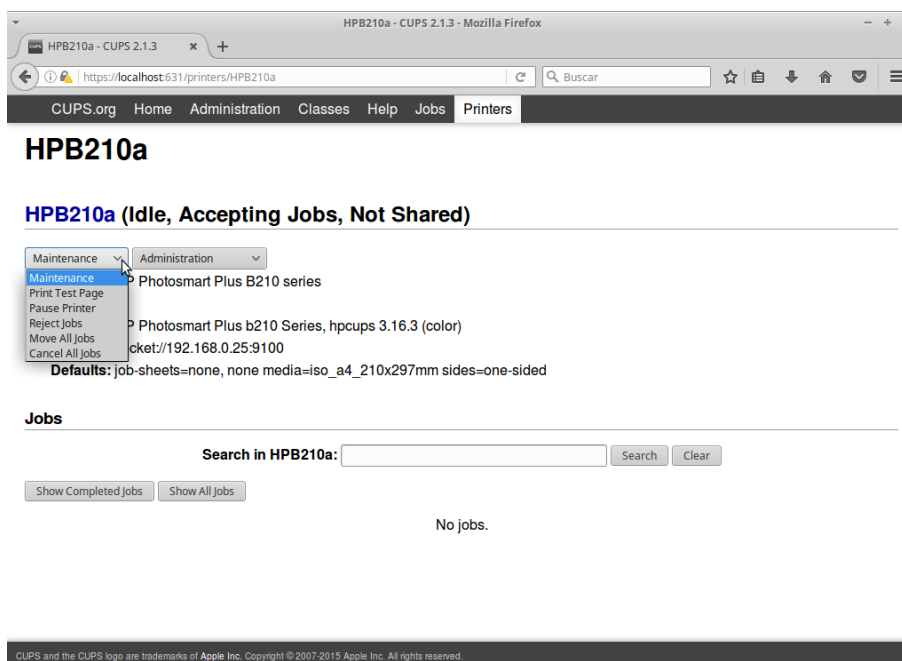 HPB210a - CUPS 2.1.3 - Mozilla Firefox
CUPS HPB210a - CUPS 2.1.3
https://localhost:631/printers/HPB210a Buscar
CUPS.org Home Administration Classes Help Jobs Printers
HPB210a
HPB210a (Idle, Accepting Jobs, Not Shared)
Maintenance Administration
Maintenance P Photosmart Plus B210 series
Print Test Page
Pause Printer
Reject Jobs P Photosmart Plus b210 Series, hpcups 3.16.3 (color)
Move All Jobs cket://192.168.0.25:9100
Cancel All Jobs
Defaults: job-sheets=none, none media=iso_a4_210x297mm sides=one-sided
Jobs
Search in HPB210a: Search Clear
Show Completed Jobs Show All Jobs
No jobs.
CUPS and the CUPS logo are trademarks of Apple Inc. Copyright © 2007-2015 Apple Inc. All rights reserved.